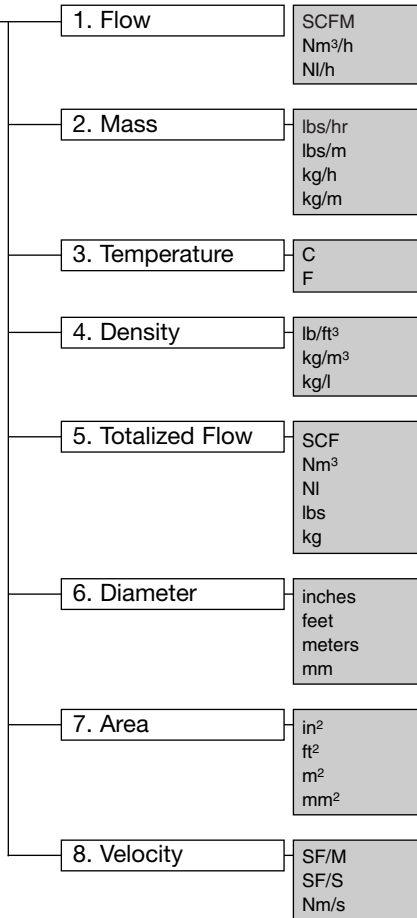 1. Flow
SCFM
Nm³/h
Nl/h
2. Mass
lbs/hr
lbs/m
kg/h
kg/m
3. Temperature
C
F
4. Density
lb/ft³
kg/m³
kg/l
5. Totalized Flow
SCF
Nm³
Nl
lbs
kg
6. Diameter
inches
feet
meters
mm
7. Area
in²
ft²
m²
mm²
8. Velocity
SF/M
SF/S
Nm/s